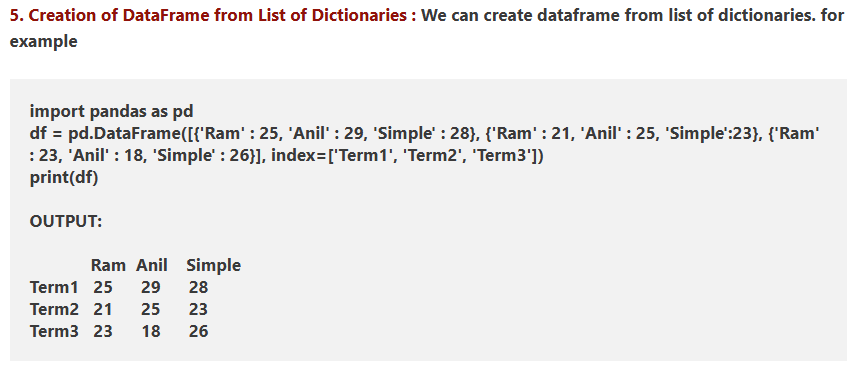 5. Creation of DataFrame from List of Dictionaries : We can create dataframe from list of dictionaries. for
example
import pandas as pd
df = pd.DataFrame([{'Ram' : 25, 'Anil' : 29, 'Simple' : 28}, {'Ram' : 21, 'Anil' : 25, 'Simple':23}, {'Ram'
: 23, 'Anil' : 18, 'Simple' : 26}], index=['Term1', 'Term2', 'Term3'])
print(df)
OUTPUT:
Ram Anil Simple
Term1 25 29 28
Term2 21 25 23
Term3 23 18 26